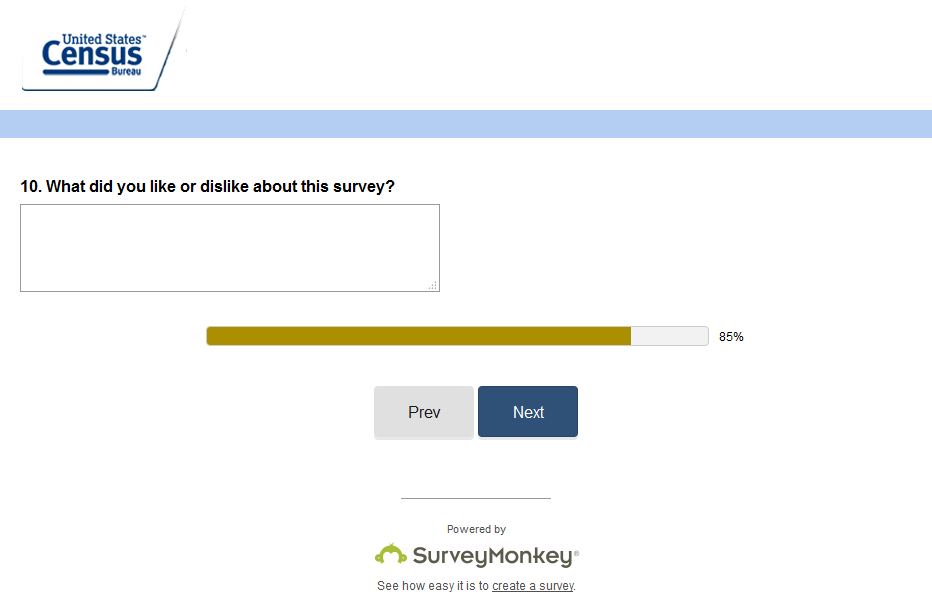 United States™
Census
Bureau
10. What did you like or dislike about this survey?
85%
Prev
Next
Powered by
SurveyMonkey®
See how easy it is to create a survey.